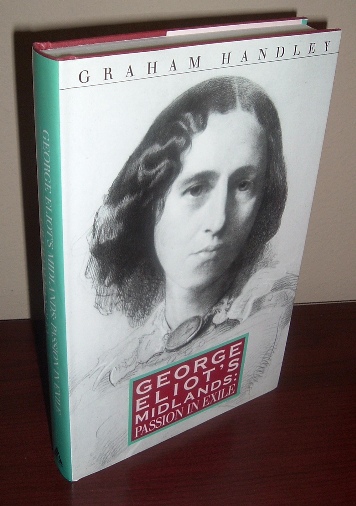 GRAHAM HANDLEY
GEORGE
ELIOT'S
MIDLANDS:
PASSION IN EXILE
GEORGE ELIOT'S MIDLANDS: PASSION IN EXILE